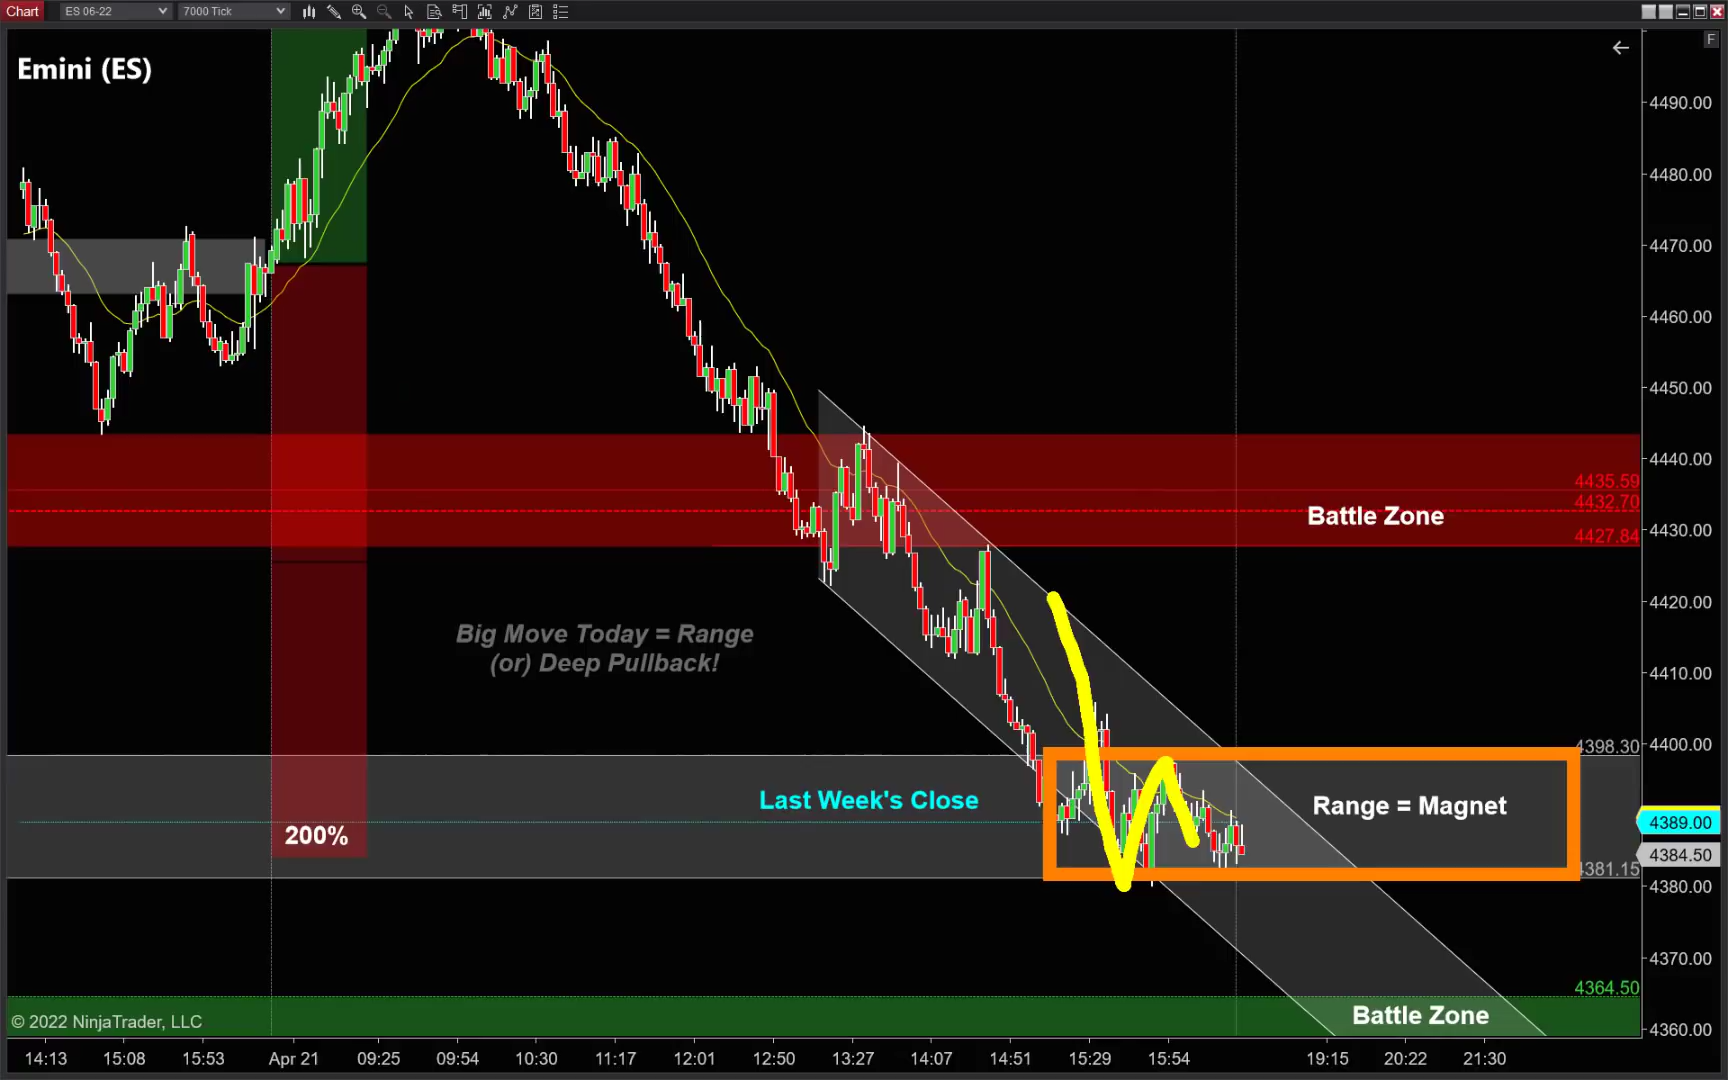 Chart
ES 06-22
7000 Tick
F
Emini (ES)
4490.00
4480.00
4470.00
4460.00
4450.00
4440.00
4435.59
4432.70
Battle Zone
4430.00
4427.84
4420.00
Big Move Today = Range
(or) Deep Pullback!
4410.00
4400.00
4398.30
Last Week's Close
Range = Magnet
4389.00
200%
4384.50
4381.15
4380.00
4370.00
4364.50
Battle Zone
© 2022 NinjaTrader, LLC
4360.00
14:13 15:08 15:53 Apr 21 09:25 09:54 10:30 11:17 12:01 12:50 13:27 14:07 14:51 15:29 15:54 19:15 20:22 21:30